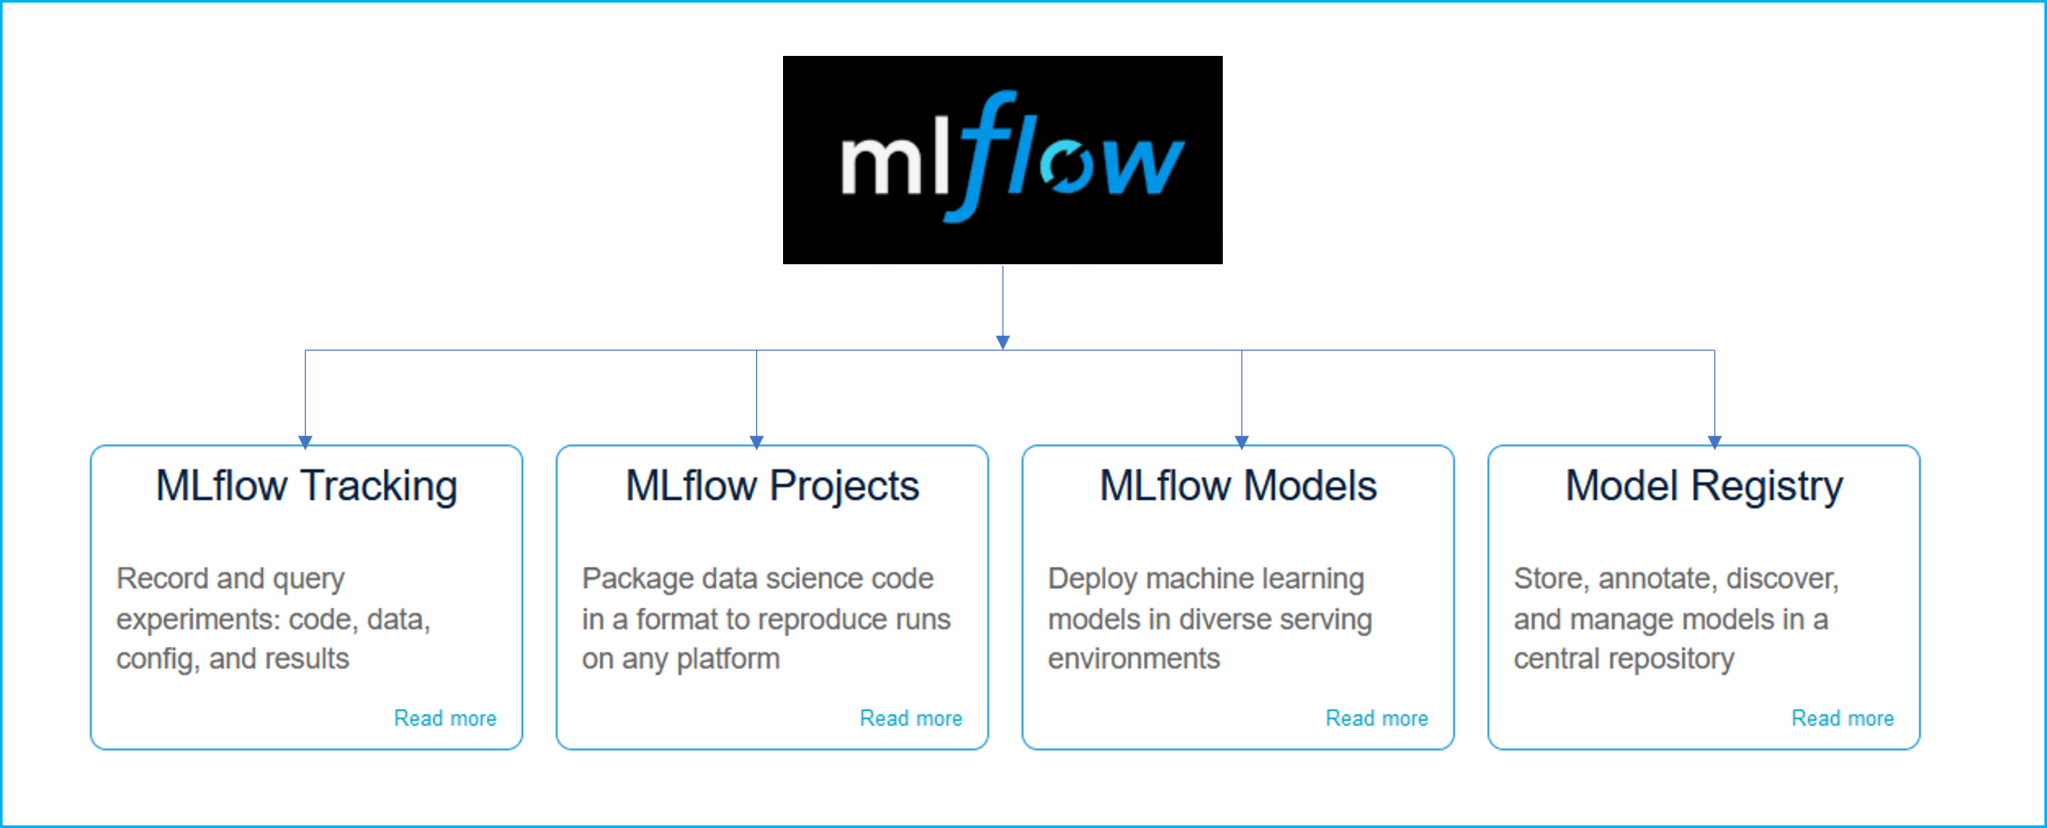 mlflow
MLflow Tracking
Record and query
experiments: code, data,
config, and results
Read more
MLflow Projects
Package data science code
in a format to reproduce runs
on any platform
Read more
MLflow Models
Deploy machine learning
models in diverse serving
environments
Read more
Model Registry
Store, annotate, discover,
and manage models in a
central repository
Read more